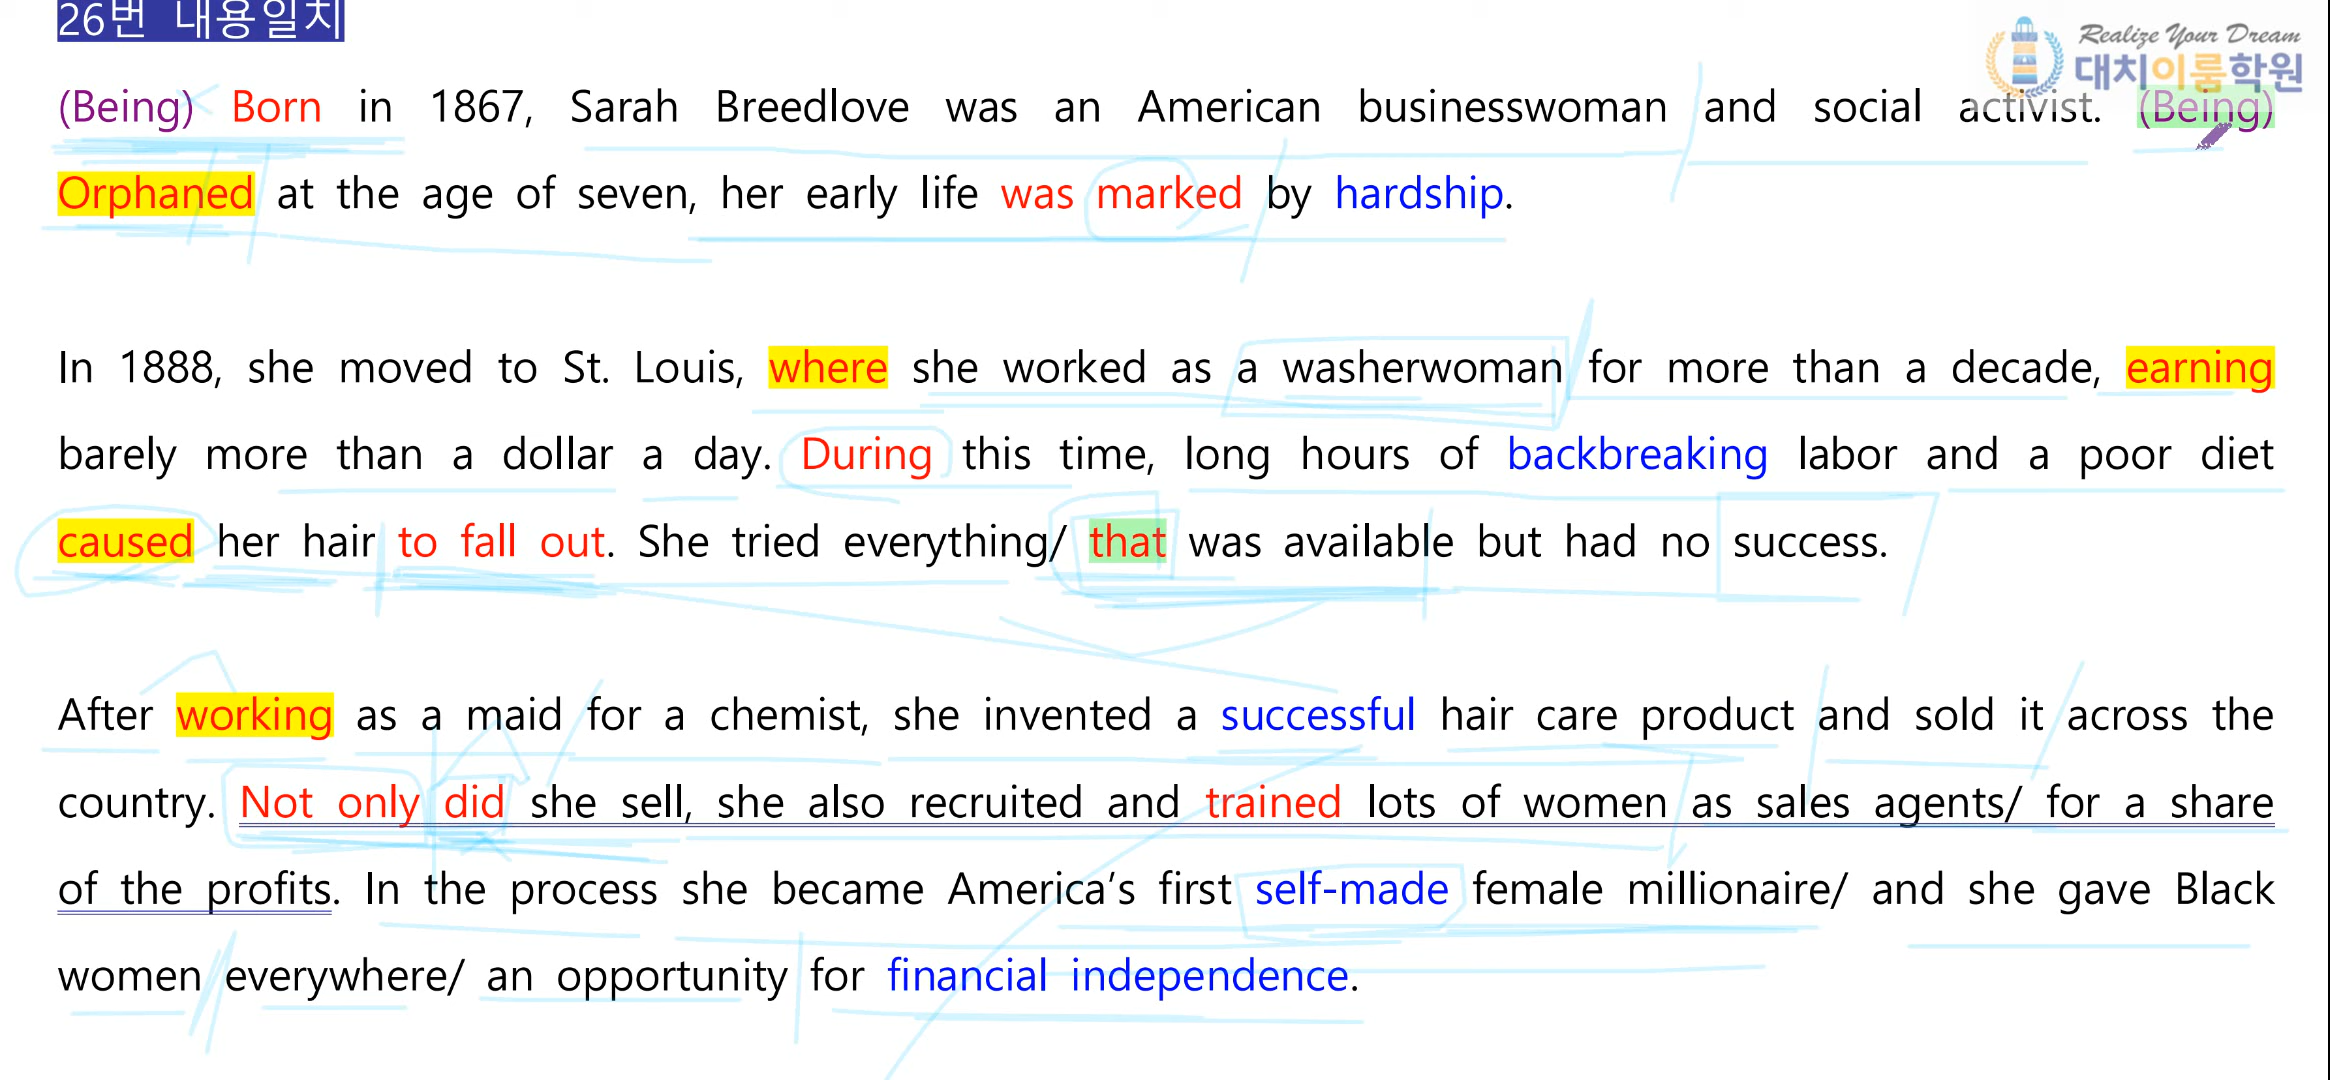 26번 내용일치
Realize Your Dream
대치이룸학원
(Being) Born in 1867, Sarah Breedlove was an American businesswoman and social activist. (Being)
Orphaned at the age of seven, her early life was marked by hardship.
In 1888, she moved to St. Louis, where she worked as a washerwoman for more than a decade, earning
barely more than a dollar a day. During this time, long hours of backbreaking labor and a poor diet
caused her hair to fall out. She tried everything/ that was available but had no success.
After working as a maid for a chemist, she invented a successful hair care product and sold it across the
country. Not only did she sell, she also recruited and trained lots of women as sales agents/ for a share
of the profits. In the process she became America's first self-made female millionaire/ and she gave Black
women everywhere/ an opportunity for financial independence.